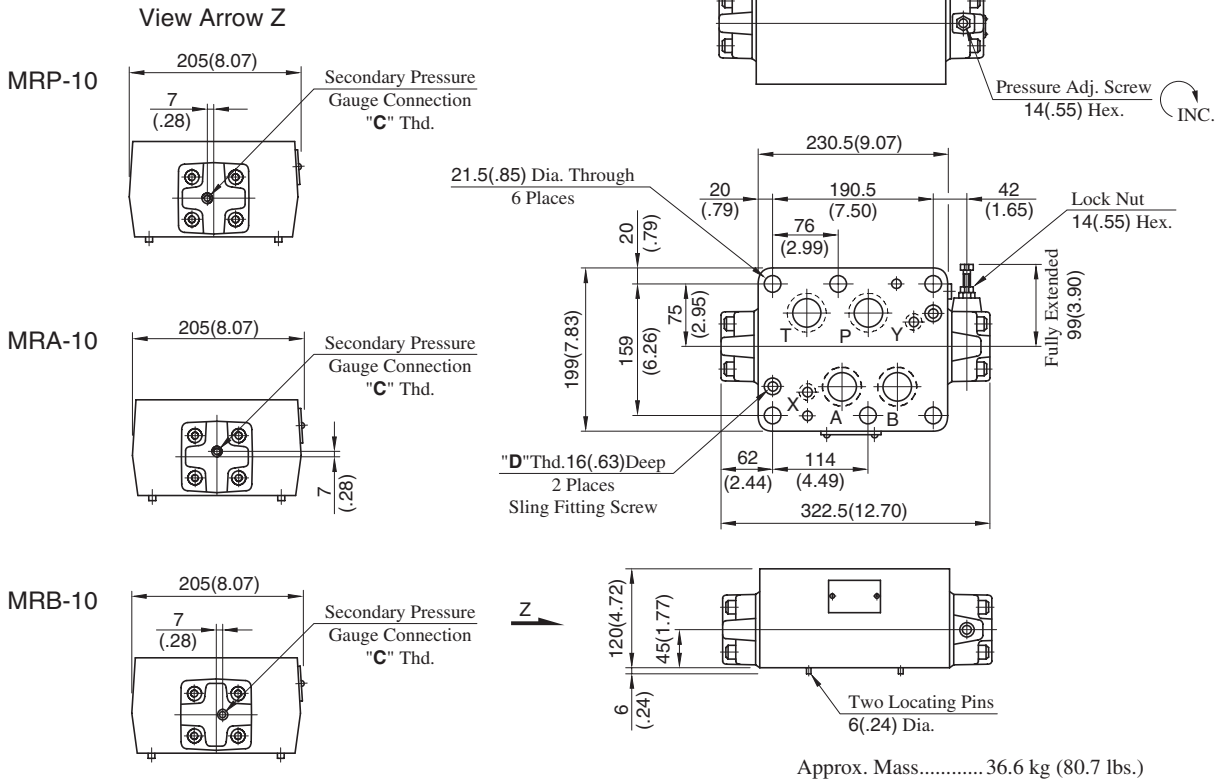 View Arrow Z
MRP-10
205(8.07)
7
(.28)
Secondary Pressure
Gauge Connection
"C" Thd.
Pressure Adj. Screw
14(.55) Hex.
INC.
230.5(9.07)
21.5(.85) Dia. Through
6 Places
20
(.79)
190.5
(7.50)
42
(1.65)
Lock Nut
14(.55) Hex.
76
(2.99)
20
(.79)
Fully Extended
99(3.90)
199(7.83)
159
(6.26)
75
(2.95)
T
P
Y
X
A
B
"D"Thd.16(.63)Deep
2 Places
Sling Fitting Screw
62
(2.44)
114
(4.49)
322.5(12.70)
MRA-10
205(8.07)
Secondary Pressure
Gauge Connection
"C" Thd.
7
(.28)
MRB-10
205(8.07)
7
(.28)
Secondary Pressure
Gauge Connection
"C" Thd.
Z
120(4.72)
45(1.77)
6
(.24)
Two Locating Pins
6(.24) Dia.
Approx. Mass............ 36.6 kg (80.7 lbs.)